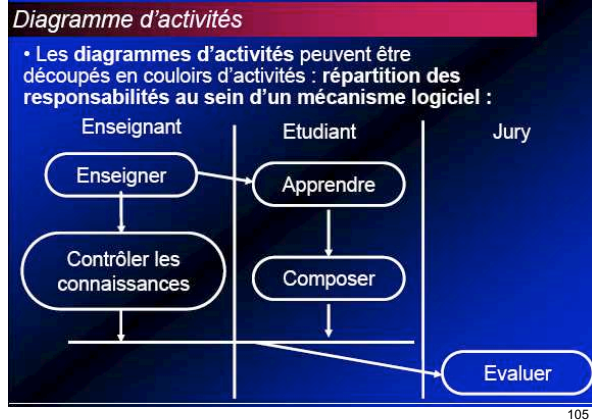 Diagramme d'activités
• Les diagrammes d'activités peuvent être
découpés en couloirs d'activités : répartition des
responsabilités au sein d'un mécanisme logiciel :
Enseignant
Etudiant
Jury
Enseigner
Apprendre
Contrôler les
connaissances
Composer
Evaluer
105